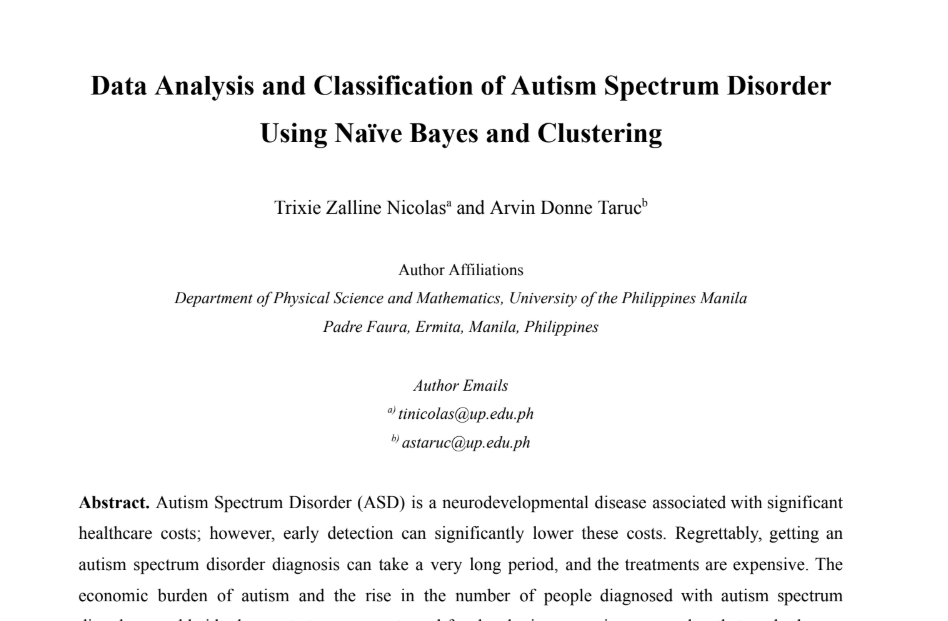 Data Analysis and Classification of Autism Spectrum Disorder
Using Naïve Bayes and Clustering
Trixie Zalline Nicolasᵃ and Arvin Donne Tarucᵇ
Author Affiliations
Department of Physical Science and Mathematics, University of the Philippines Manila
Padre Faura, Ermita, Manila, Philippines
Author Emails
ᵃ⁾ tinicolas@up.edu.ph
ᵇ⁾ astaruc@up.edu.ph
Abstract. Autism Spectrum Disorder (ASD) is a neurodevelopmental disease associated with significant
healthcare costs; however, early detection can significantly lower these costs. Regrettably, getting an
autism spectrum disorder diagnosis can take a very long period, and the treatments are expensive. The
economic burden of autism and the rise in the number of people diagnosed with autism spectrum